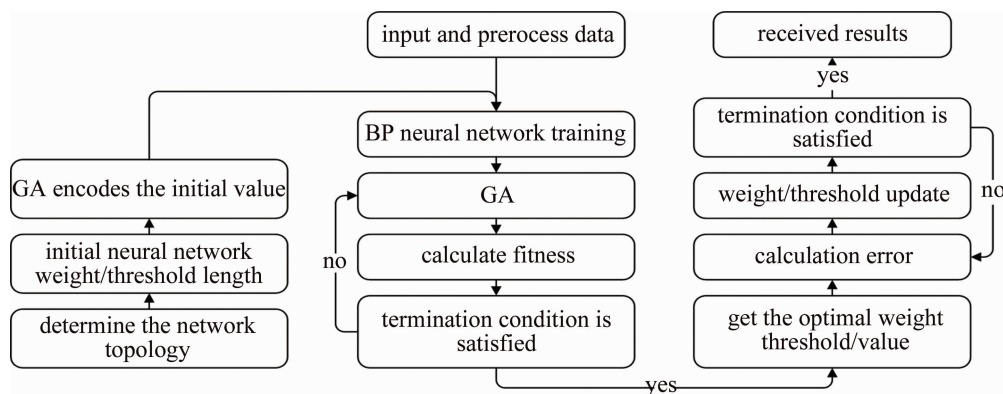 input and prerocess data
BP neural network training
GA
calculate fitness
termination condition is
satisfied
no
yes
GA encodes the initial value
initial neural network
weight/threshold length
determine the network
topology
received results
yes
termination condition is
satisfied
no
weight/threshold update
calculation error
get the optimal weight
threshold/value